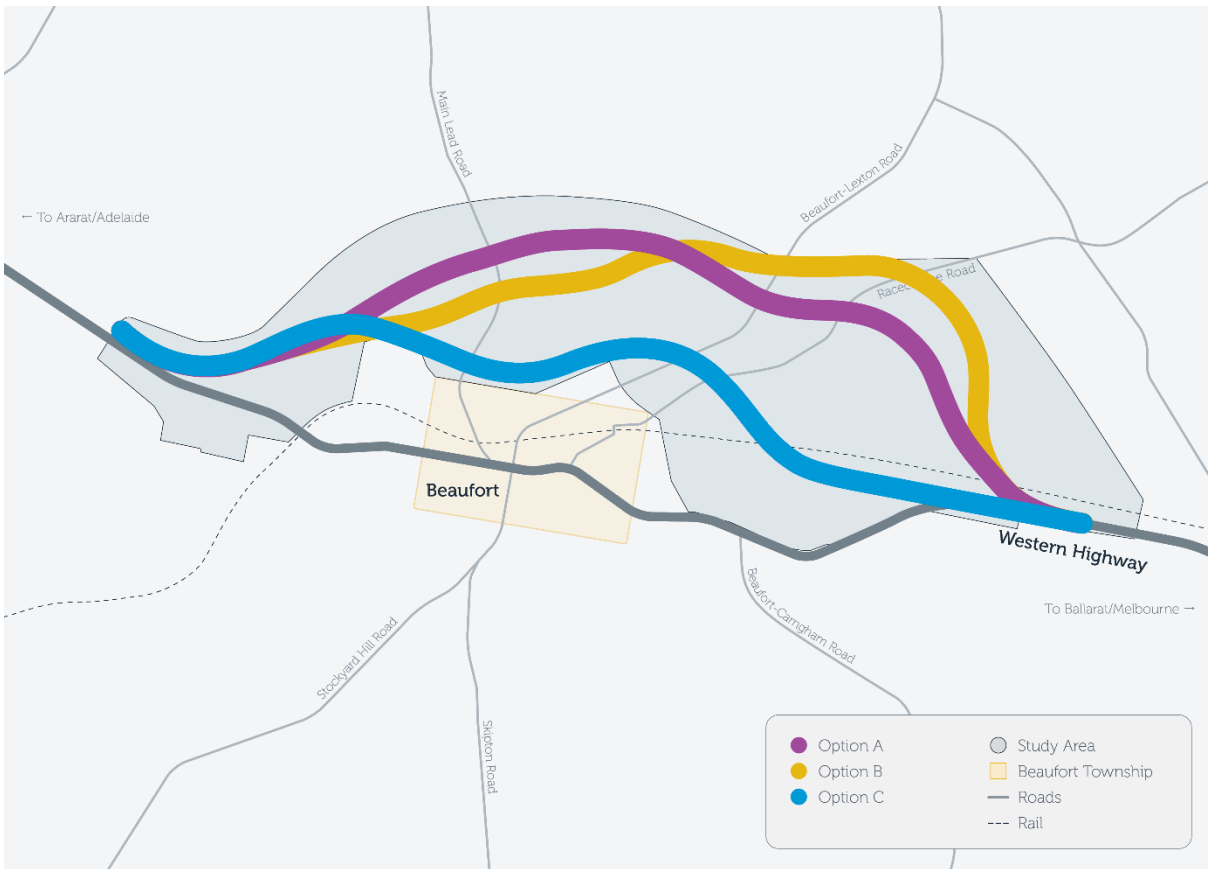 Main Lead Road
Beaufort-Lexton Road
← To Ararat/Adelaide
Road
Beaufort
Western Highway
To Ballarat/Melbourne →
Beaufort-Carngham Road
Stockyard Hill Road
Skipton Road
Option A
Option B
Option C
Study Area
Beaufort Township
Roads
Rail